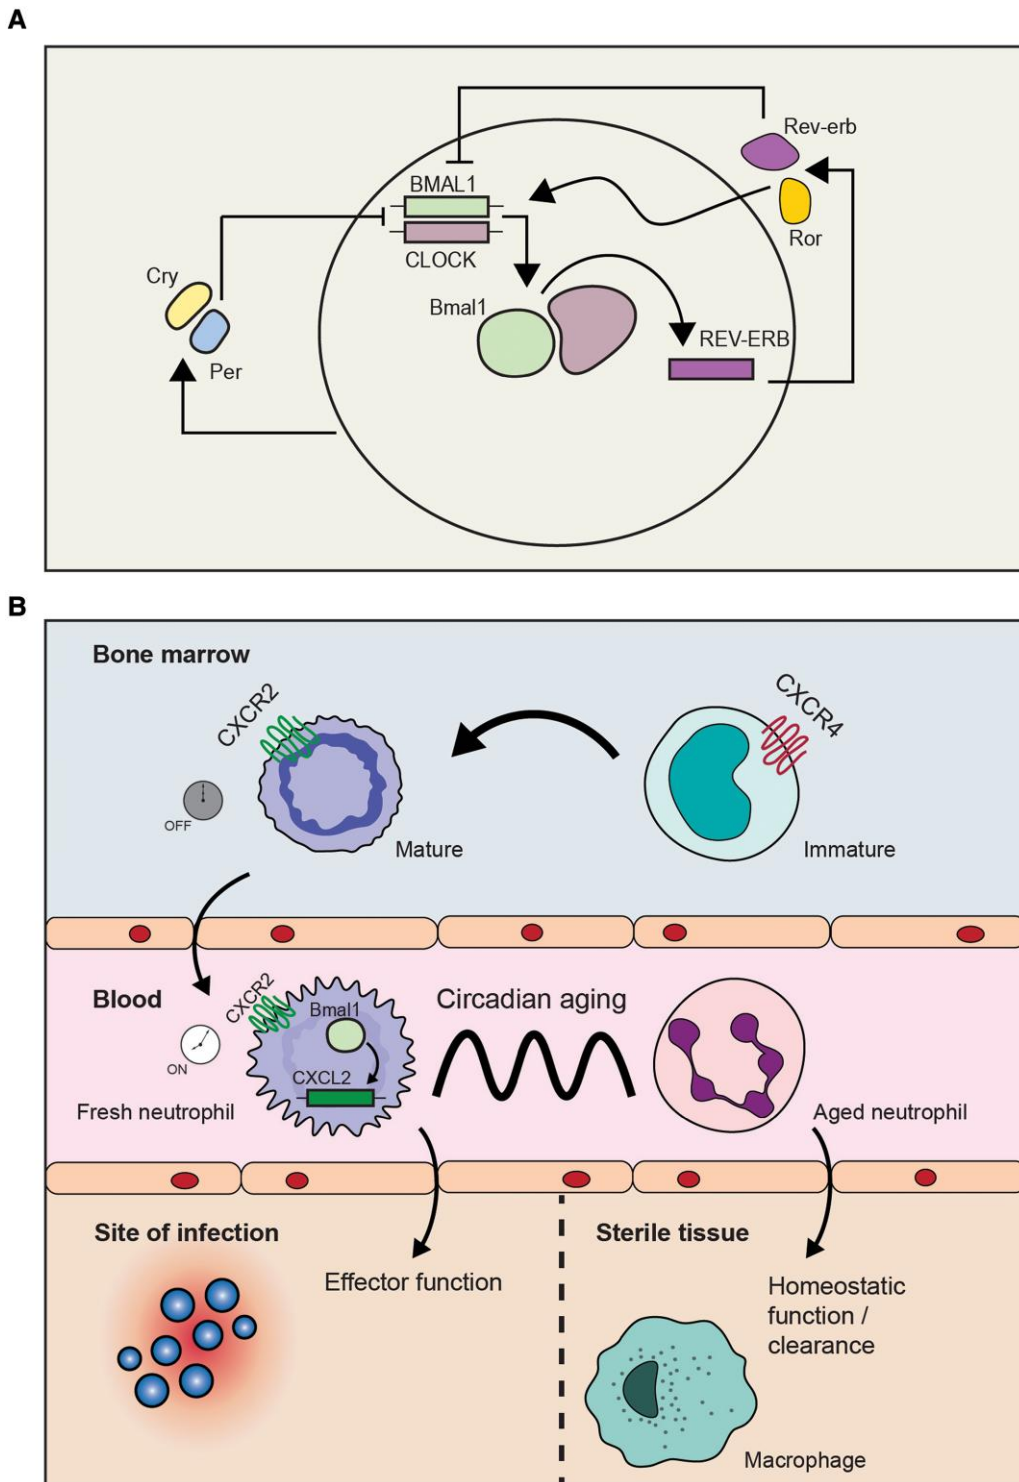 A
Rev-erb
BMAL1
Ror
CLOCK
Cry
Bmal1
REV-ERB
Per
B
Bone marrow
CXCR2
CXCR4
OFF
Mature
Immature
Blood
CXCR2
Bmal1
Circadian aging
ON
CXCL2
Fresh neutrophil
Aged neutrophil
Site of infection
Sterile tissue
Effector function
Homeostatic
function /
clearance
Macrophage